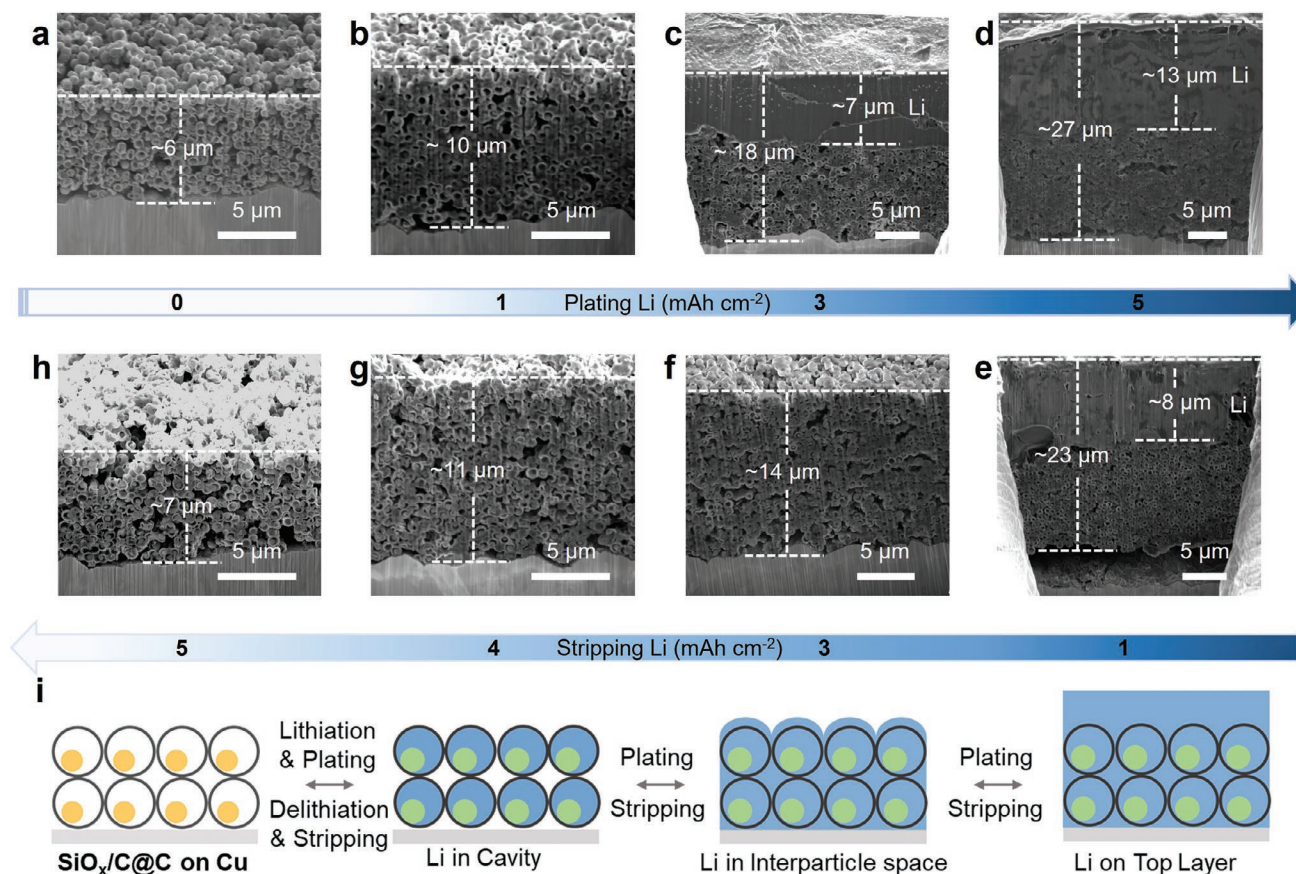 a
~6 μm
5 μm
b
~ 10 μm
5 μm
c
~7 μm Li
~ 18 μm
5 μm
d
~13 μm Li
~27 μm
5 μm
0 1 Plating Li (mAh cm⁻²) 3 5
h
~7 μm
5 μm
g
~11 μm
5 μm
f
~14 μm
5 μm
e
~8 μm Li
~23 μm
5 μm
5 4 Stripping Li (mAh cm⁻²) 3 1
i
Lithiation
& Plating
Delithiation
& Stripping
Plating
Stripping
Plating
Stripping
SiOₓ/C@C on Cu
Li in Cavity
Li in Interparticle space
Li on Top Layer